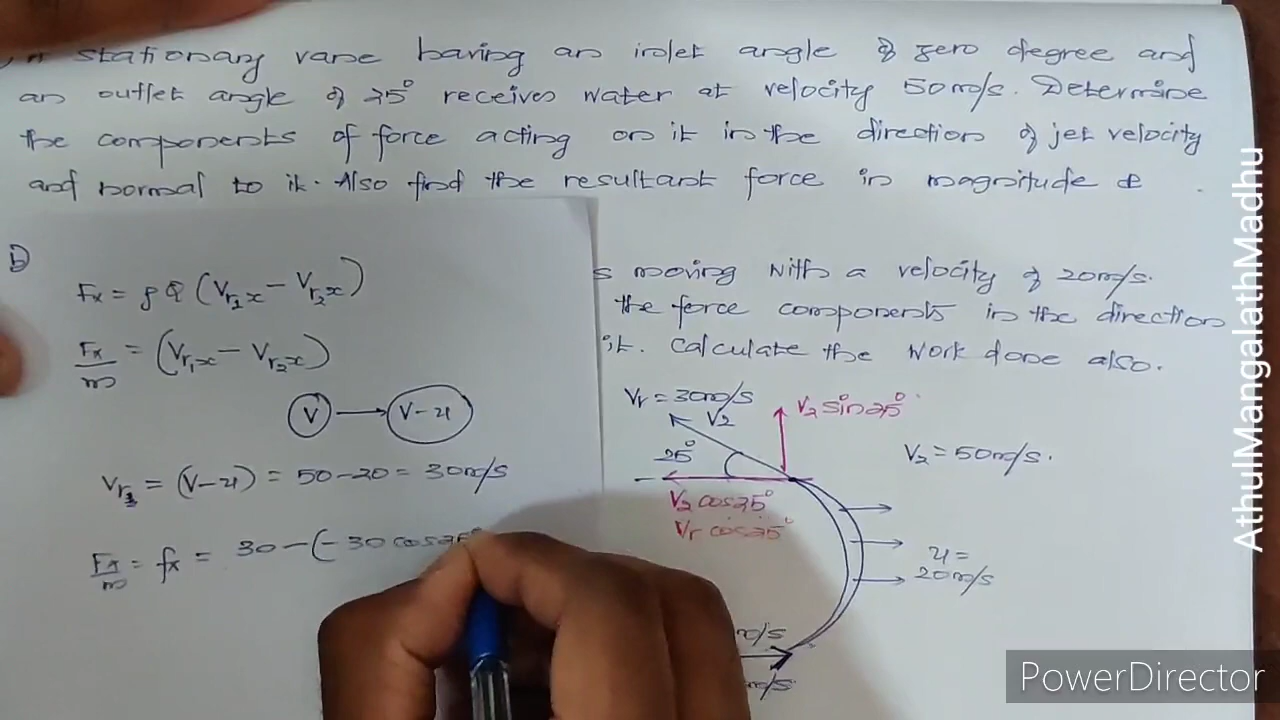 stationary vane having an inlet angle of zero degree and
an outlet angle of 25° receives water at velocity 50m/s. Determine
the components of force acting on it in the direction of jet velocity
and normal to it. Also find the resultant force in magnitude &
b)
s moving with a velocity of 20m/s.
the force components in the direction
it. Calculate the work done also.
Fx = ρQ (Vr1x - Vr2x)
Fx/m = (Vr1x - Vr2x)
V → V-u
Vr1 = (V-u) = 50-20 = 30m/s
Fx/m = fx = 30-(-30cos25°
Vr = 30m/s
V2
V2 sin25°
25°
V2 = 50m/s.
V2 cos25°
Vr cos25°
u =
20m/s
m/s
m/s.
AthulMangalathMadhu
PowerDirector